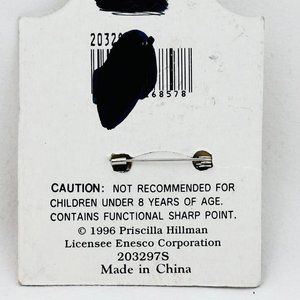 CAUTION: NOT RECOMMENDED FOR
CHILDREN UNDER 8 YEARS OF AGE.
CONTAINS FUNCTIONAL SHARP POINT.
© 1996 Priscilla Hillman
Licensee Enesco Corporation
203297S
Made in China